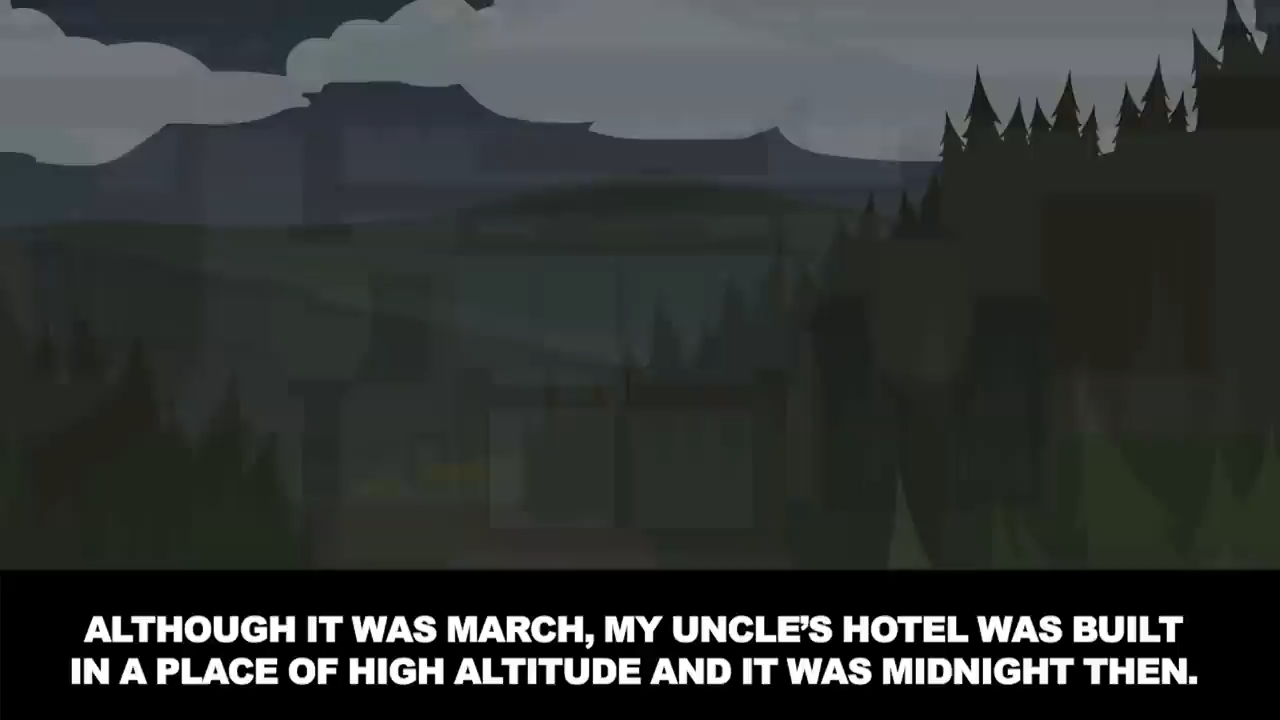 ALTHOUGH IT WAS MARCH, MY UNCLE’S HOTEL WAS BUILT
IN A PLACE OF HIGH ALTITUDE AND IT WAS MIDNIGHT THEN.